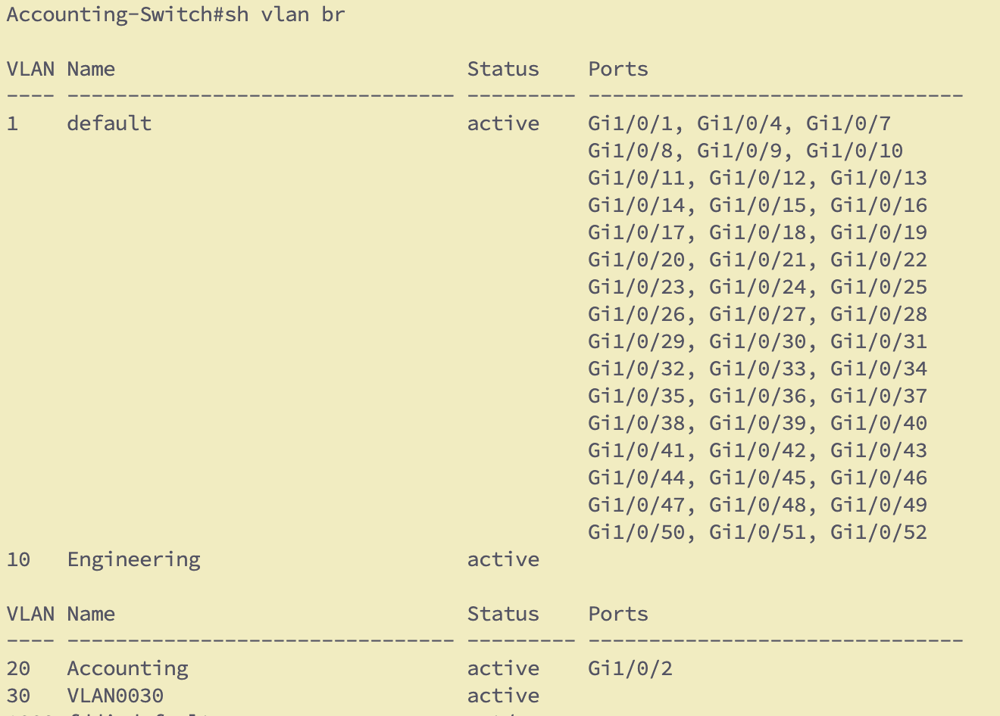 Accounting-Switch#sh vlan br
VLAN Name                             Status    Ports
---- -------------------------------- --------- -------------------------------
1    default                          active    Gi1/0/1, Gi1/0/4, Gi1/0/7
                                                Gi1/0/8, Gi1/0/9, Gi1/0/10
                                                Gi1/0/11, Gi1/0/12, Gi1/0/13
                                                Gi1/0/14, Gi1/0/15, Gi1/0/16
                                                Gi1/0/17, Gi1/0/18, Gi1/0/19
                                                Gi1/0/20, Gi1/0/21, Gi1/0/22
                                                Gi1/0/23, Gi1/0/24, Gi1/0/25
                                                Gi1/0/26, Gi1/0/27, Gi1/0/28
                                                Gi1/0/29, Gi1/0/30, Gi1/0/31
                                                Gi1/0/32, Gi1/0/33, Gi1/0/34
                                                Gi1/0/35, Gi1/0/36, Gi1/0/37
                                                Gi1/0/38, Gi1/0/39, Gi1/0/40
                                                Gi1/0/41, Gi1/0/42, Gi1/0/43
                                                Gi1/0/44, Gi1/0/45, Gi1/0/46
                                                Gi1/0/47, Gi1/0/48, Gi1/0/49
                                                Gi1/0/50, Gi1/0/51, Gi1/0/52
10   Engineering                      active
VLAN Name                             Status    Ports
---- -------------------------------- --------- -------------------------------
20   Accounting                       active    Gi1/0/2
30   VLAN0030                         active